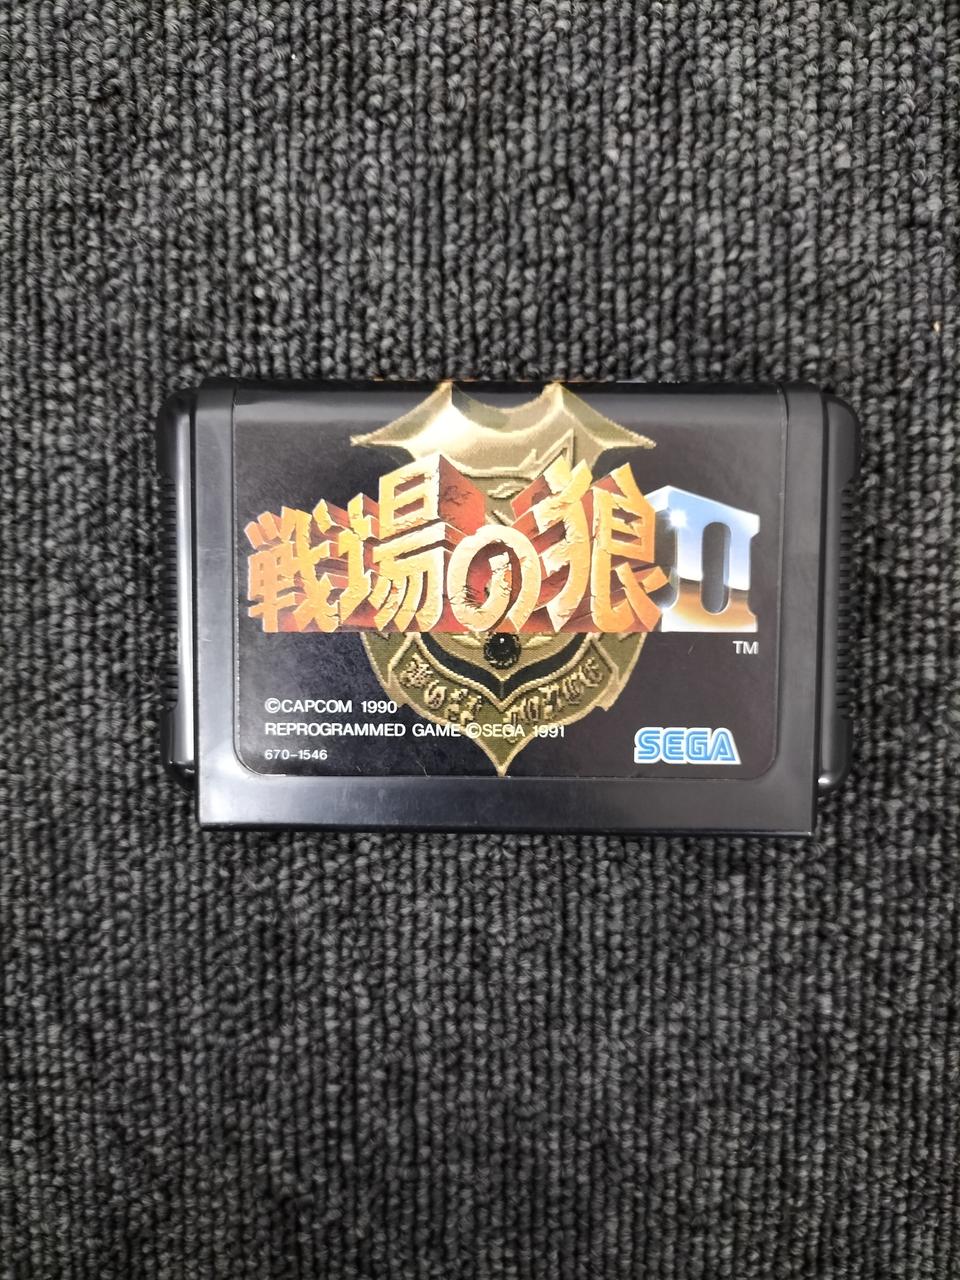 戦場の狼II
TM
©CAPCOM 1990
REPROGRAMMED GAME ©SEGA 1991
670-1546
SEGA